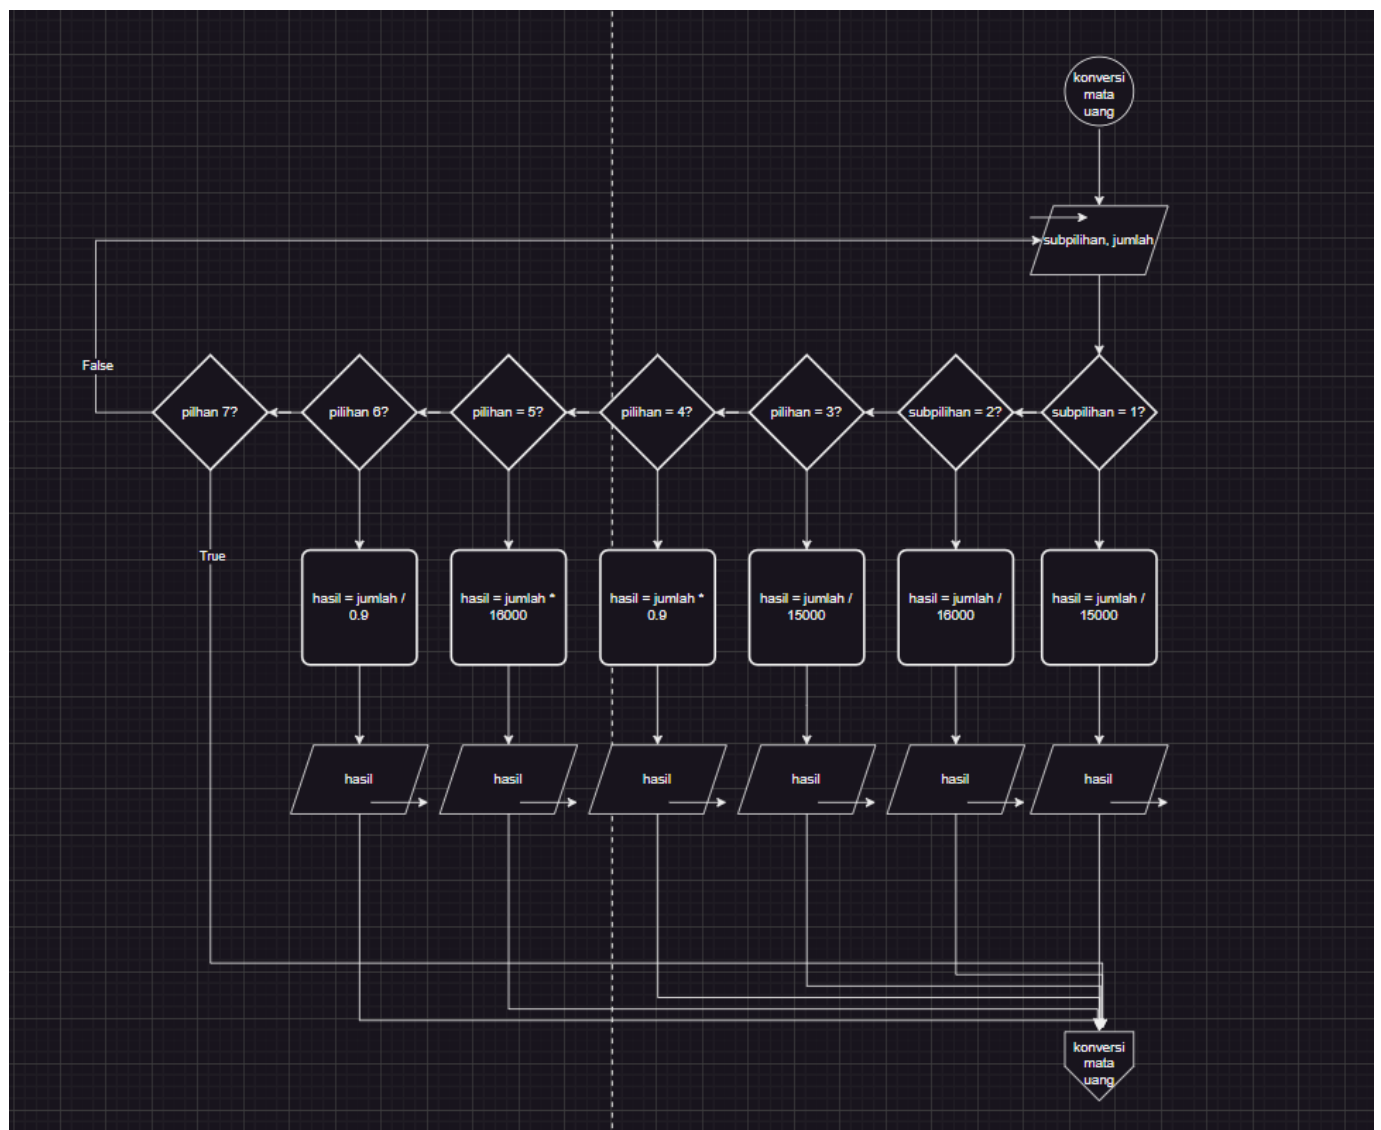 konversi
mata
uang
subpilihan, jumlah
False
pilhan 7?
pilihan 6?
pilihan = 5?
pilihan = 4?
pilihan = 3?
subpilihan = 2?
subpilihan = 1?
True
hasil = jumlah /
0.9
hasil = jumlah *
16000
hasil = jumlah *
0.9
hasil = jumlah /
15000
hasil = jumlah /
16000
hasil = jumlah /
15000
hasil
hasil
hasil
hasil
hasil
hasil
konversi
mata
uang